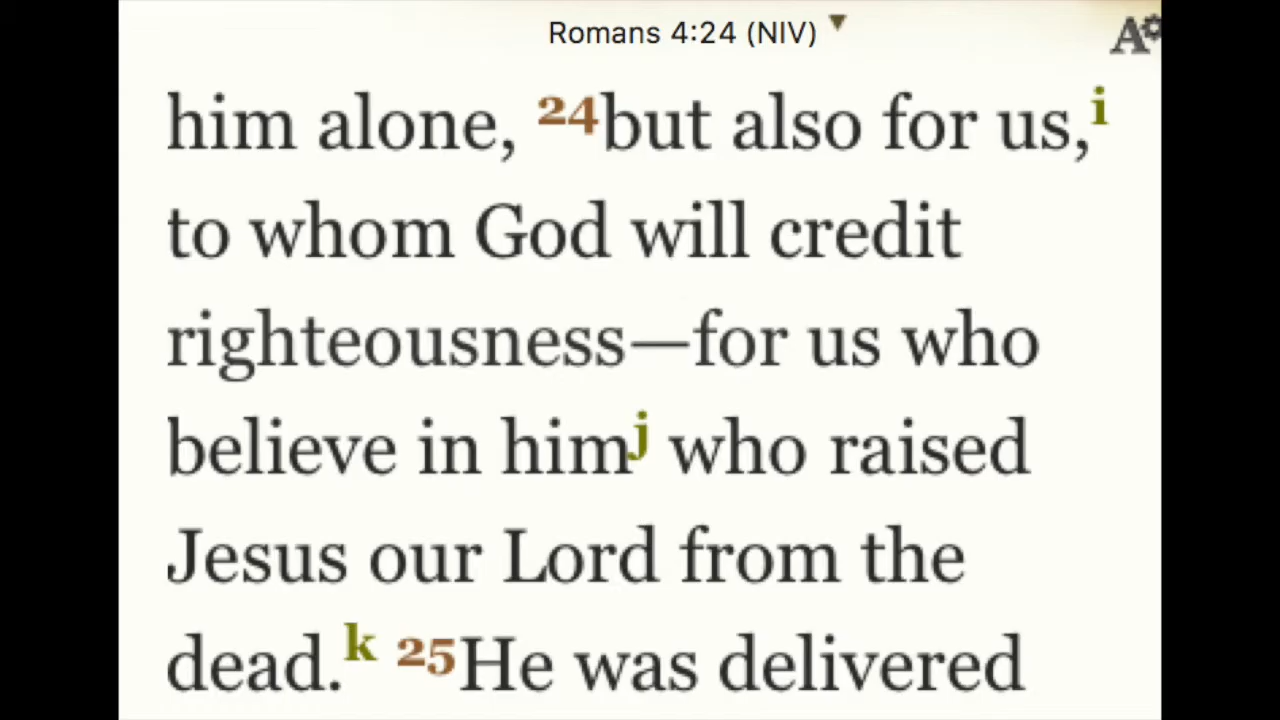 Romans 4:24 (NIV)
A
him alone, 24but also for us,i
to whom God will credit
righteousness—for us who
believe in himj who raised
Jesus our Lord from the
dead.k 25He was delivered